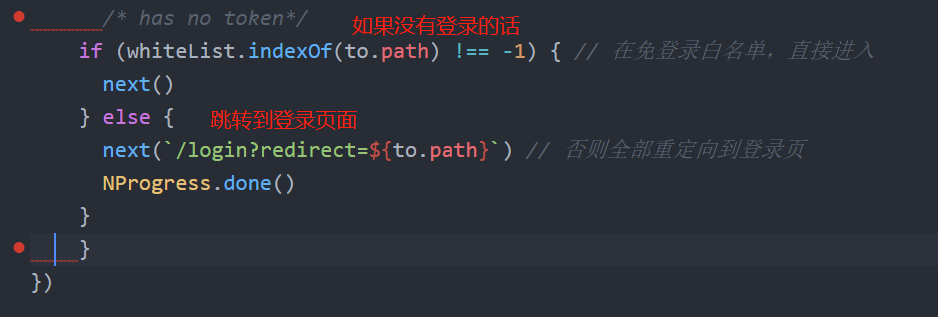 /* has no token*/ 如果没有登录的话
if (whiteList.indexOf(to.path) !== -1) { // 在免登录白名单，直接进入
next()
} else { 跳转到登录页面
next(`/login?redirect=${to.path}`) // 否则全部重定向到登录页
NProgress.done()
}
}
})